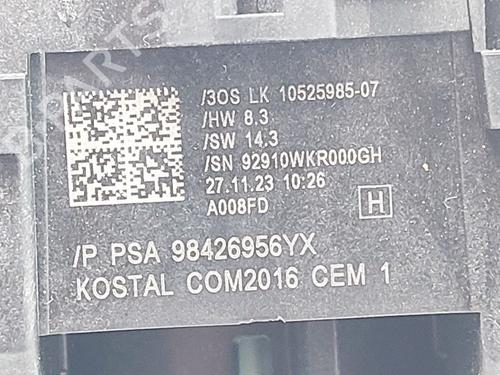 /3OS LK 10525985-07
/HW 8.3
/SW 14.3
/SN 92910WKR000GH
27.11.23 10:26
A008FD
H
/P PSA 98426956YX
KOSTAL COM2016 CEM 1